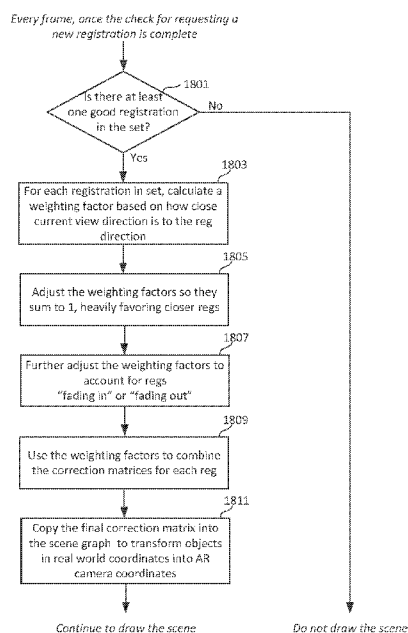 Every frame, once the check for requesting a
new registration is complete
1801
Is there at least
one good registration
in the set?
No
Yes
1803
For each registration in set, calculate a
weighting factor based on how close
current view direction is to the reg
direction
1805
Adjust the weighting factors so they
sum to 1, heavily favoring closer regs
1807
Further adjust the weighting factors to
account for regs
"fading in" or "fading out"
1809
Use the weighting factors to combine
the correction matrices for each reg
1811
Copy the final correction matrix into
the scene graph to transform objects
in real world coordinates into AR
camera coordinates
Continue to draw the scene
Do not draw the scene